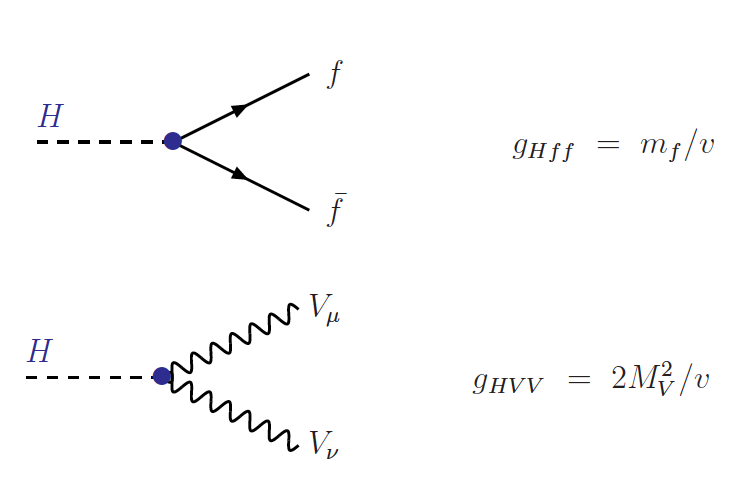 f
H
g_{Hff} = m_f/v
f̄
V_μ
H
g_{HVV} = 2M_V^2/v
V_ν